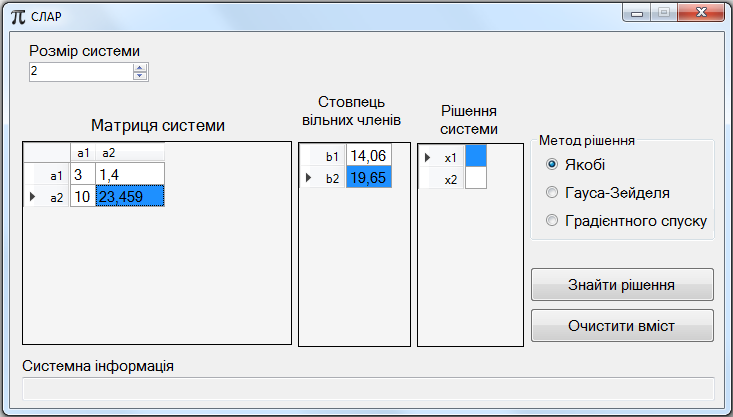 СЛАР
Розмір системи
2
Матриця системи
a1 a2
a1 3 1,4
a2 10 23,459
Стовпець
вільних членів
b1 14,06
b2 19,65
Рішення
системи
x1
x2
Метод рішення
Якобі
Гауса-Зейделя
Градієнтного спуску
Знайти рішення
Очистити вміст
Системна інформація